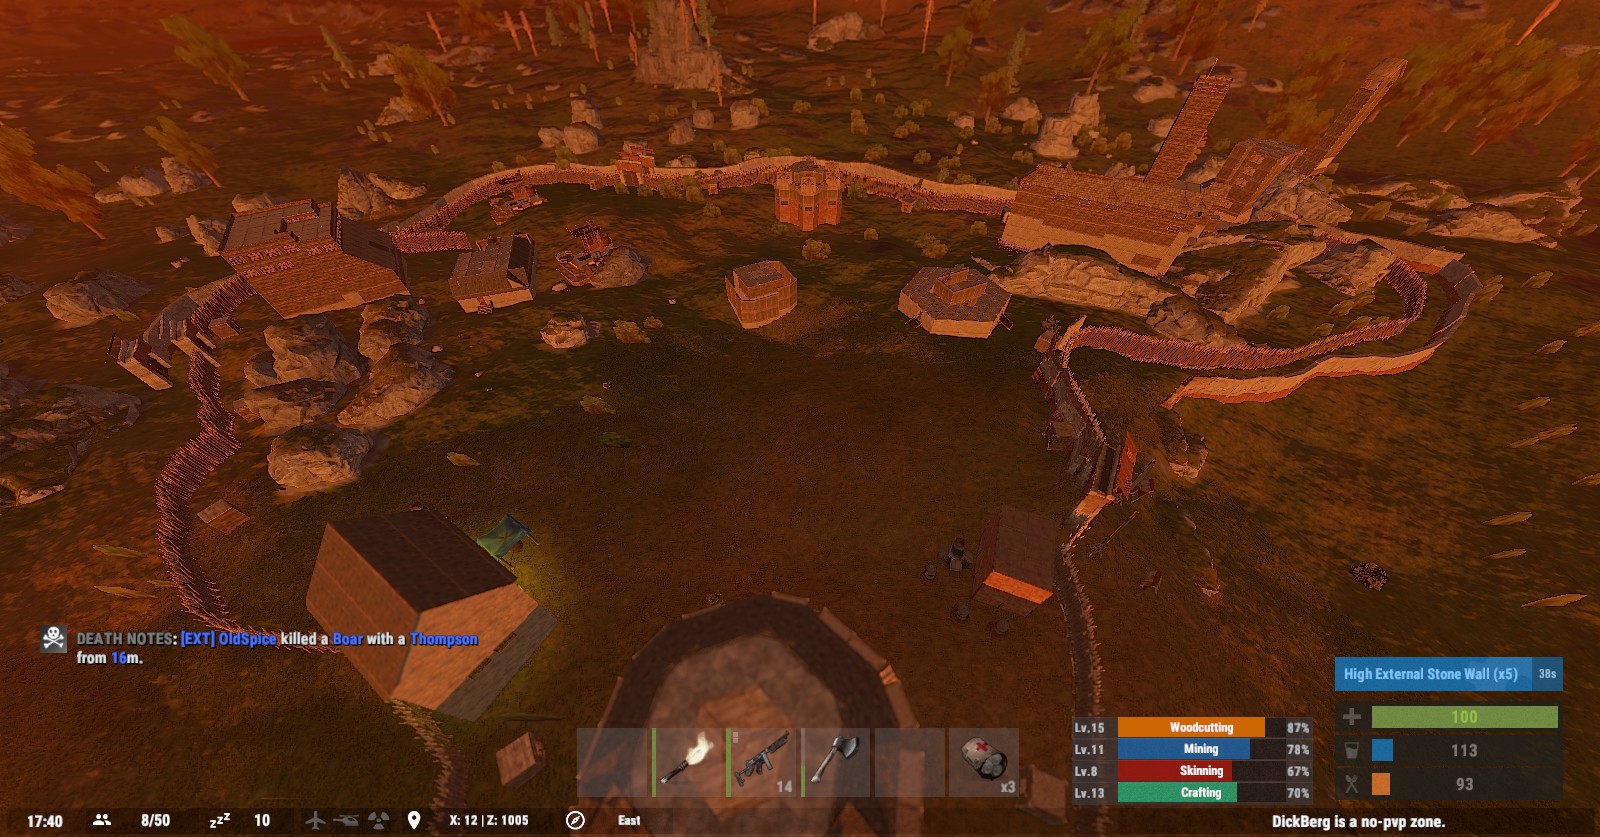 DEATH NOTES: [EXT] OldSpice killed a Boar with a Thompson
from 16m.
High External Stone Wall (x5) 38s
100
113
93
14
x3
Lv.15 Woodcutting 87%
Lv.11 Mining 78%
Lv.8 Skinning 67%
Lv.13 Crafting 70%
17:40 8/50 zzZ 10 X: 12 | Z: 1005 East
DickBerg is a no-pvp zone.